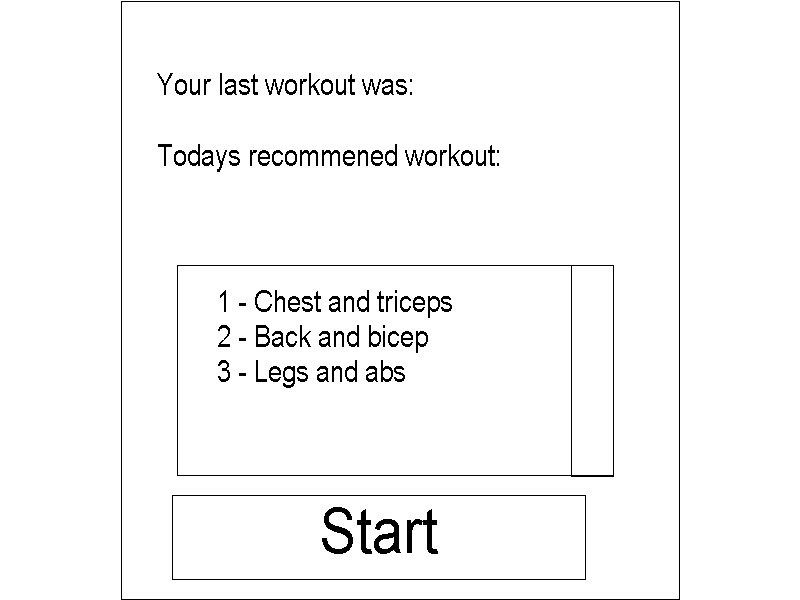 Your last workout was:
Todays recommened workout:
1 - Chest and triceps
2 - Back and bicep
3 - Legs and abs
Start